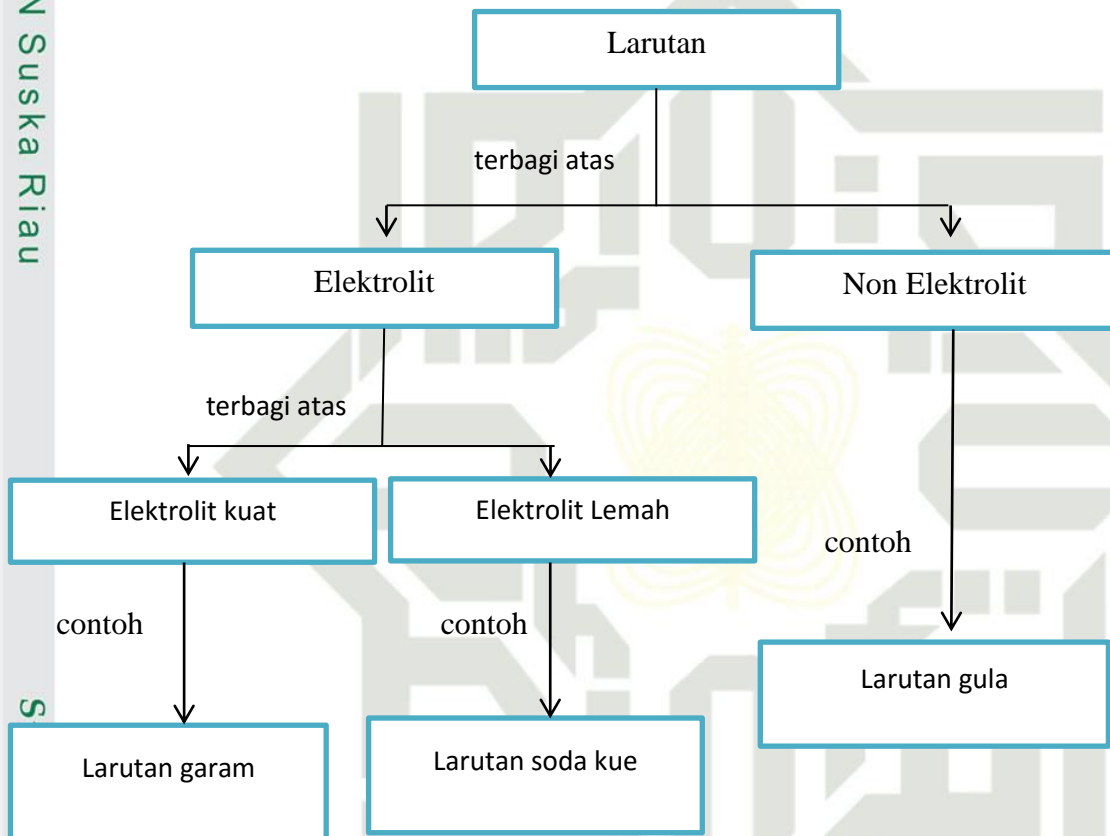 N Suska Riau
Larutan
terbagi atas
Elektrolit
Non Elektrolit
terbagi atas
Elektrolit kuat
Elektrolit Lemah
contoh
contoh
contoh
Larutan gula
Larutan garam
Larutan soda kue